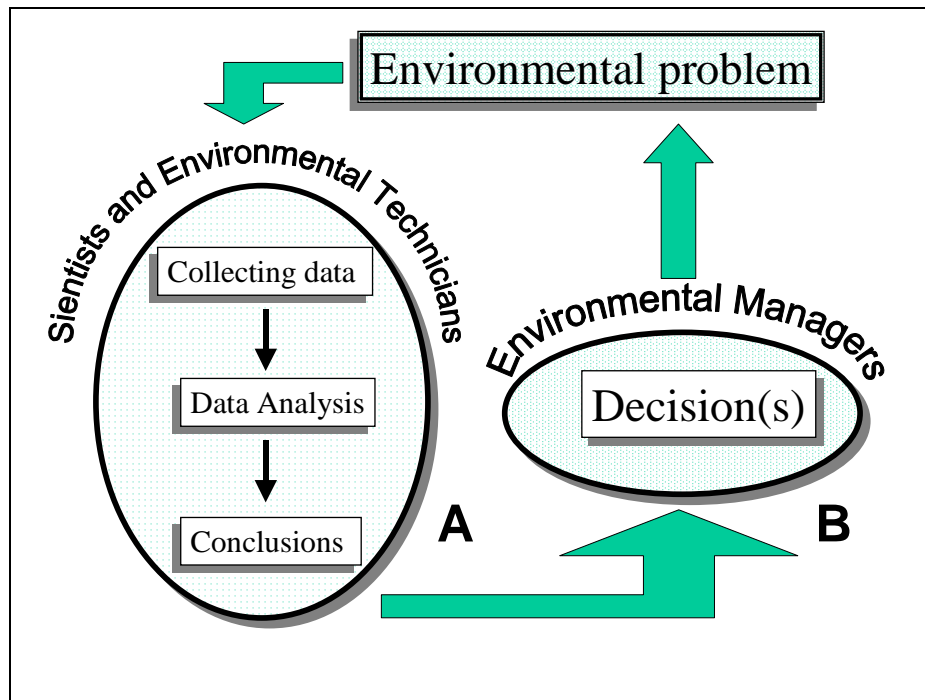 Environmental problem
Sientists and Environmental Technicians
Collecting data
Data Analysis
Conclusions
A
Environmental Managers
Decision(s)
B